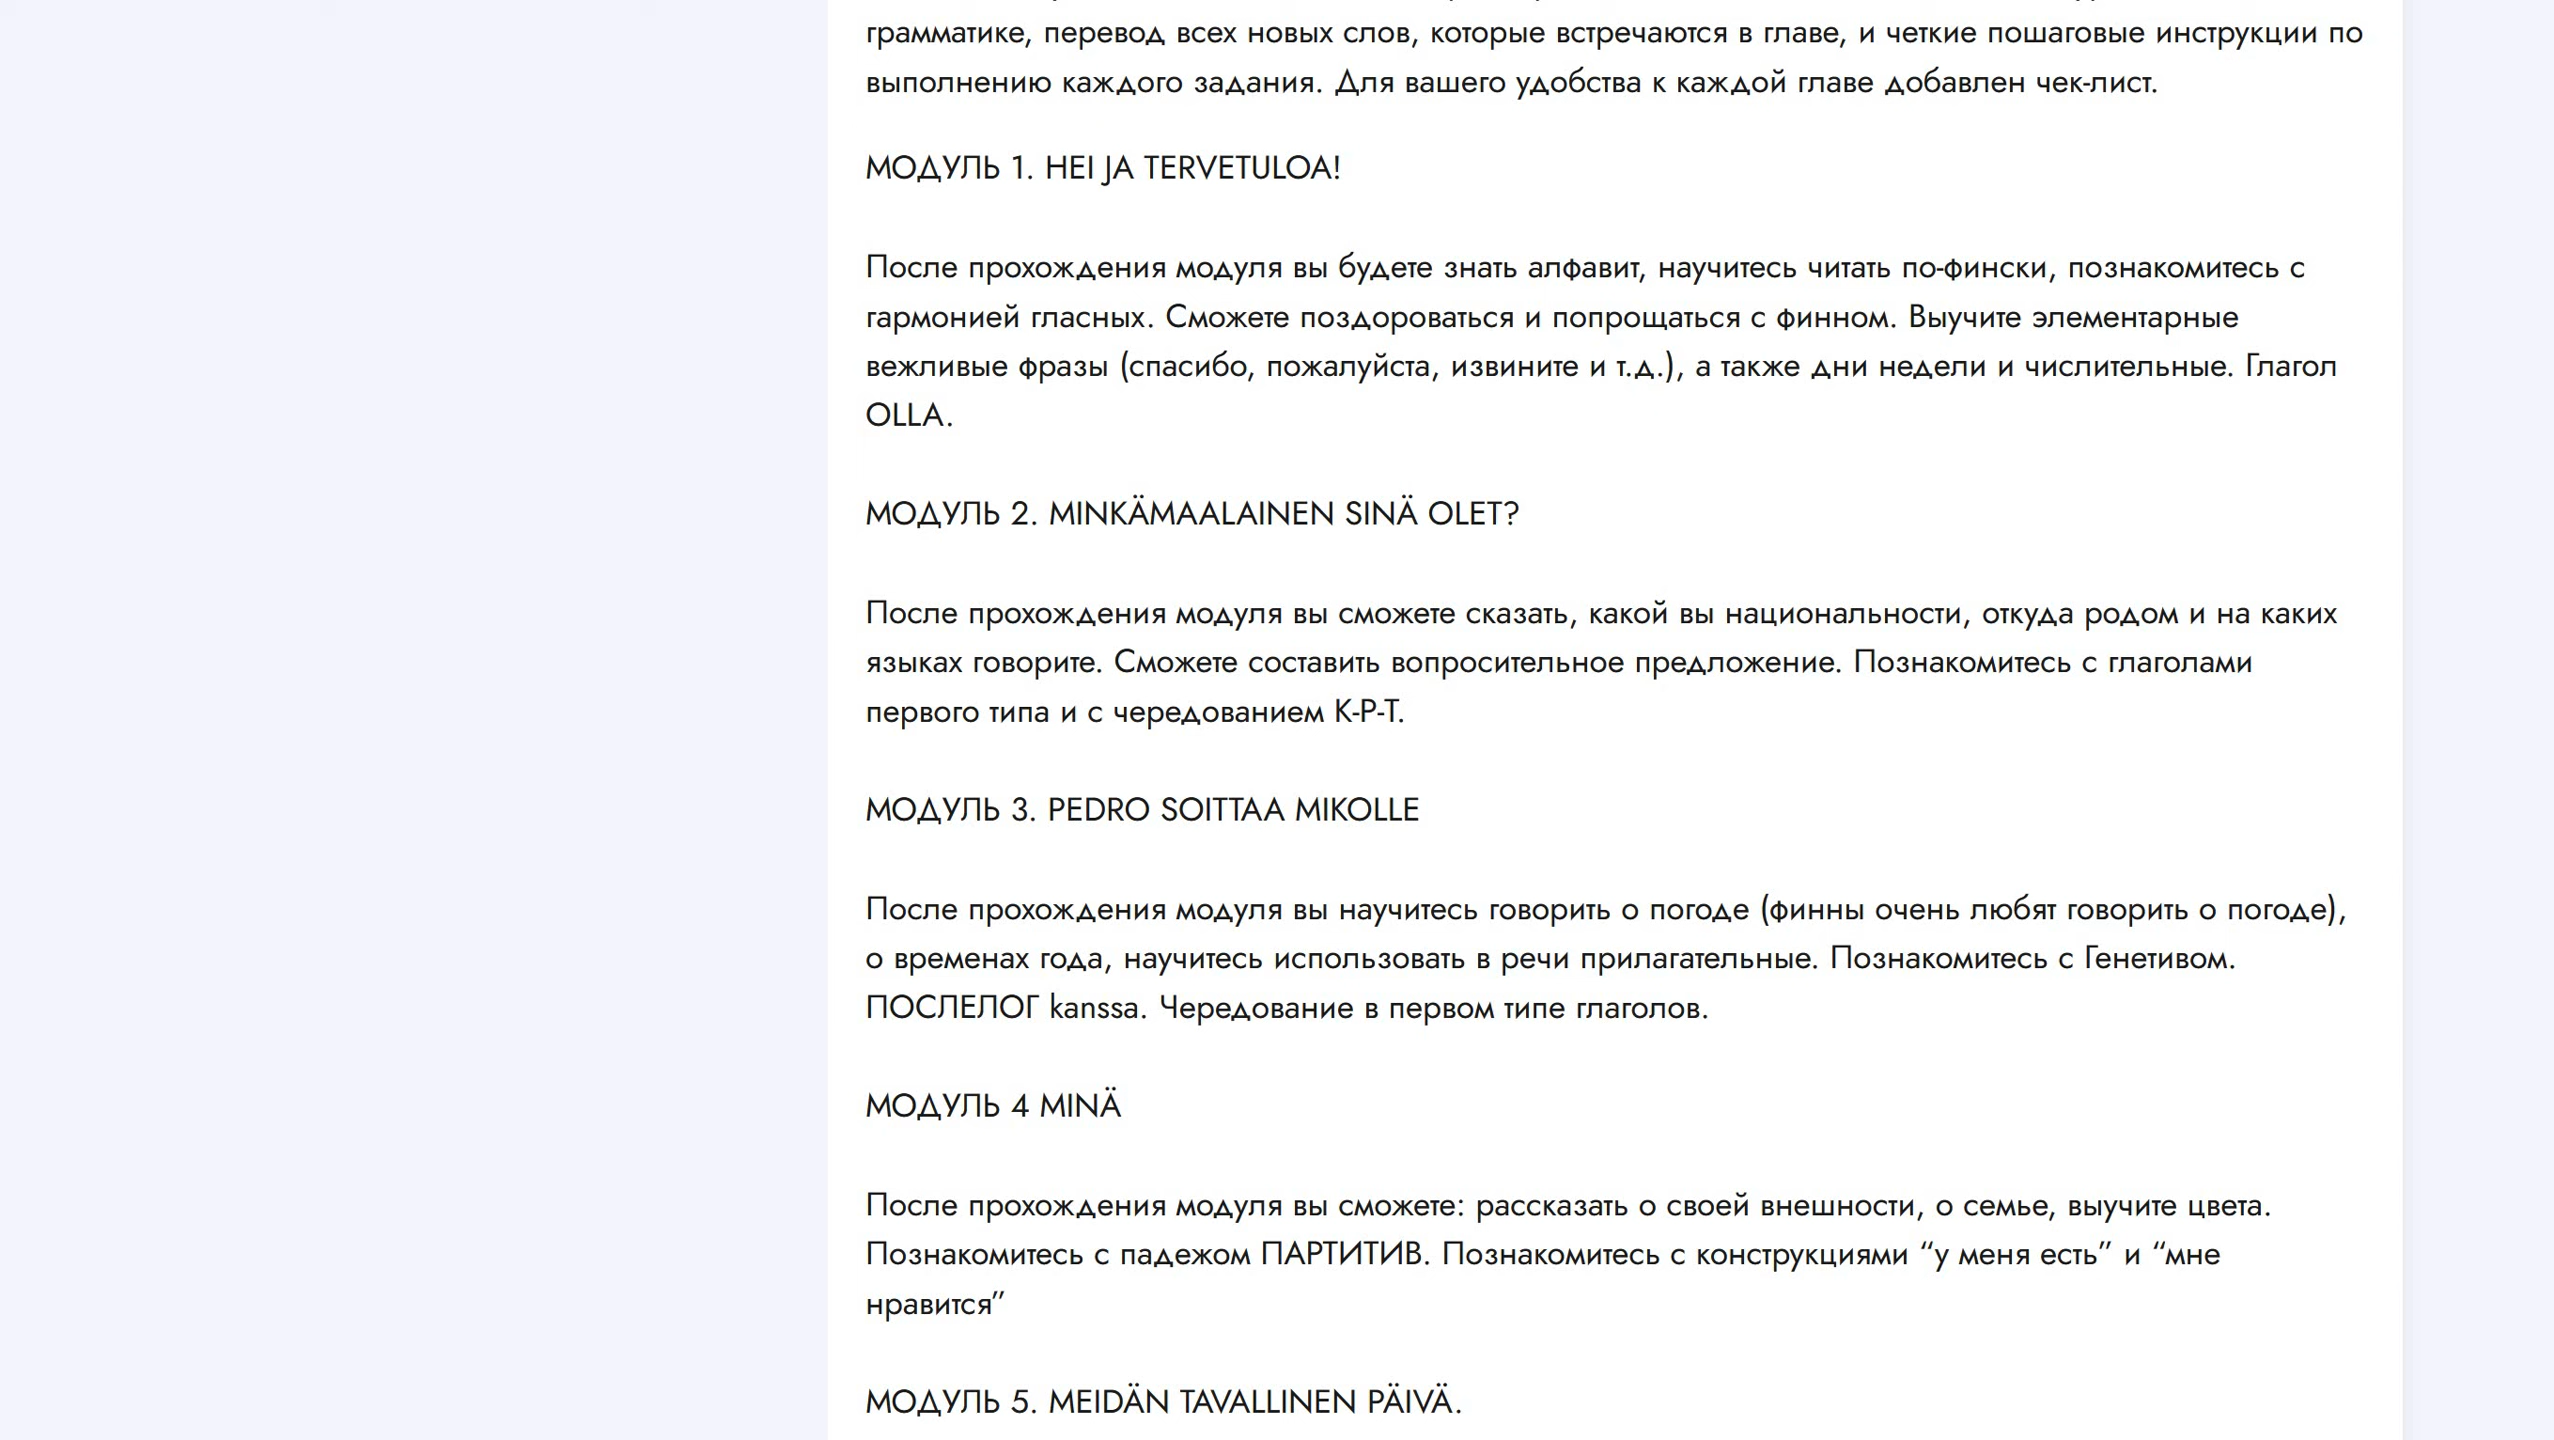 грамматике, перевод всех новых слов, которые встречаются в главе, и четкие пошаговые инструкции по
выполнению каждого задания. Для вашего удобства к каждой главе добавлен чек-лист.
МОДУЛЬ 1. HEI JA TERVETULOA!
После прохождения модуля вы будете знать алфавит, научитесь читать по-фински, познакомитесь с
гармонией гласных. Сможете поздороваться и попрощаться с финном. Выучите элементарные
вежливые фразы (спасибо, пожалуйста, извините и т.д.), а также дни недели и числительные. Глагол
OLLA.
МОДУЛЬ 2. MINKÄMAALAINEN SINÄ OLET?
После прохождения модуля вы сможете сказать, какой вы национальности, откуда родом и на каких
языках говорите. Сможете составить вопросительное предложение. Познакомитесь с глаголами
первого типа и с чередованием К-Р-Т.
МОДУЛЬ 3. PEDRO SOITTAA MIKOLLE
После прохождения модуля вы научитесь говорить о погоде (финны очень любят говорить о погоде),
о временах года, научитесь использовать в речи прилагательные. Познакомитесь с Генетивом.
ПОСЛЕЛОГ kanssa. Чередование в первом типе глаголов.
МОДУЛЬ 4 MINÄ
После прохождения модуля вы сможете: рассказать о своей внешности, о семье, выучите цвета.
Познакомитесь с падежом ПАРТИТИВ. Познакомитесь с конструкциями “у меня есть” и “мне
нравится”
МОДУЛЬ 5. MEIDÄN TAVALLINEN PÄIVÄ.